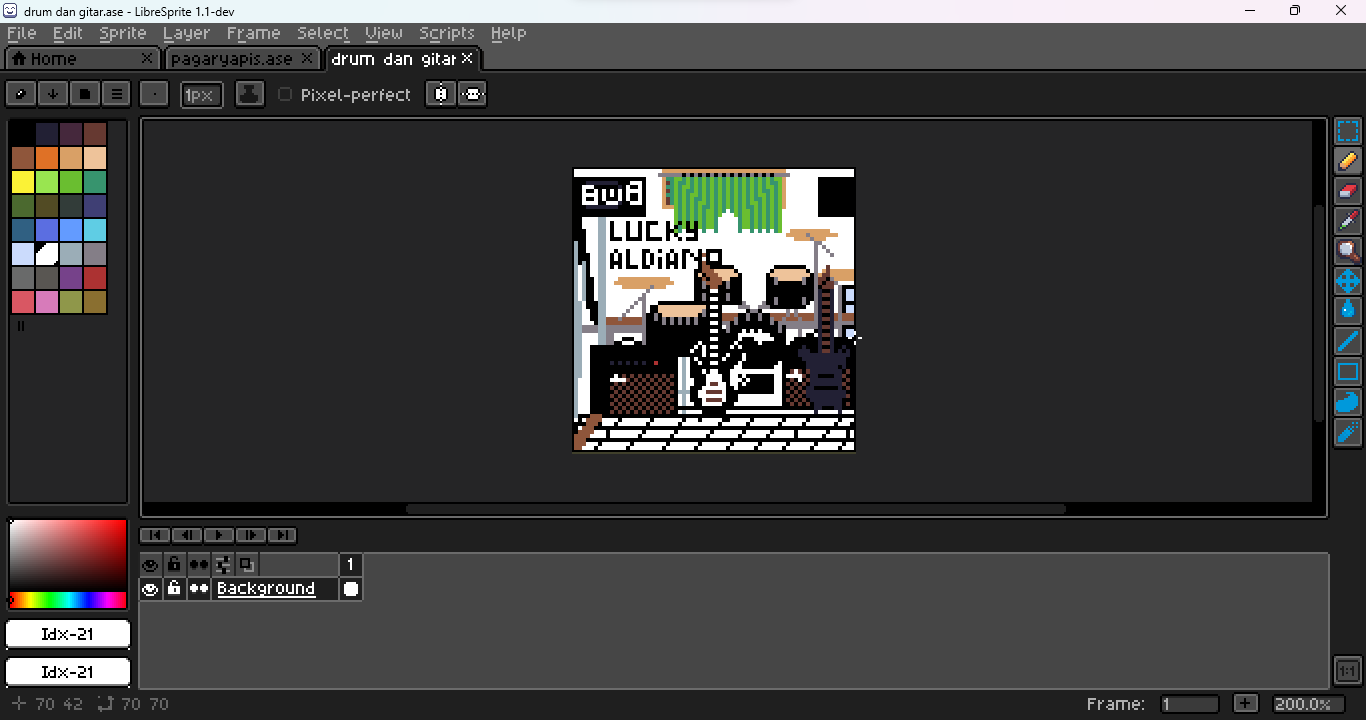 drum dan gitar.ase - LibreSprite 1.1-dev
File Edit Sprite Layer Frame Select View Scripts Help
Home pagaryapis.ase drum dan gitar
1px Pixel-perfect
LUCKY
ALDiANO
1
Background
Idx-21
Idx-21
70 42 70 70
Frame: 1 200.0%
1:1